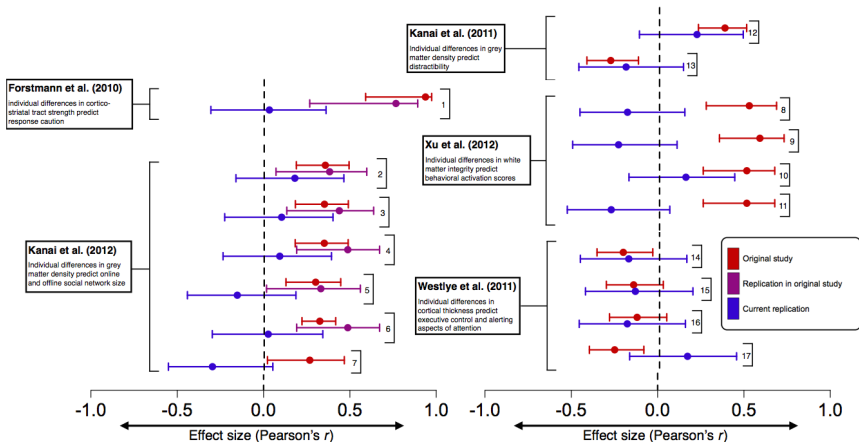 Forstmann et al. (2010)
Individual differences in cortico-
striatal tract strength predict
response caution
1
Kanai et al. (2012)
Individual differences in grey
matter density predict online
and offline social network size
2
3
4
5
6
7
-1.0
-0.5
0.0
0.5
1.0
Effect size (Pearson's r)
Kanai et al. (2011)
Individual differences in grey
matter density predict
distractibility
12
13
Xu et al. (2012)
Individual differences in white
matter integrity predict
behavioral activation scores
8
9
10
11
Westlye et al. (2011)
Individual differences in
cortical thickness predict
executive control and alerting
aspects of attention
14
15
16
17
Original study
Replication in original study
Current replication
-1.0
-0.5
0.0
0.5
1.0
Effect size (Pearson's r)